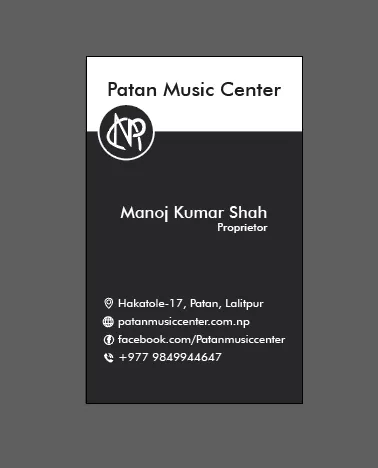 Patan Music Center
Manoj Kumar Shah
Proprietor
Hakatole-17, Patan, Lalitpur
patanmusiccenter.com.np
facebook.com/Patanmusiccenter
+977 9849944647